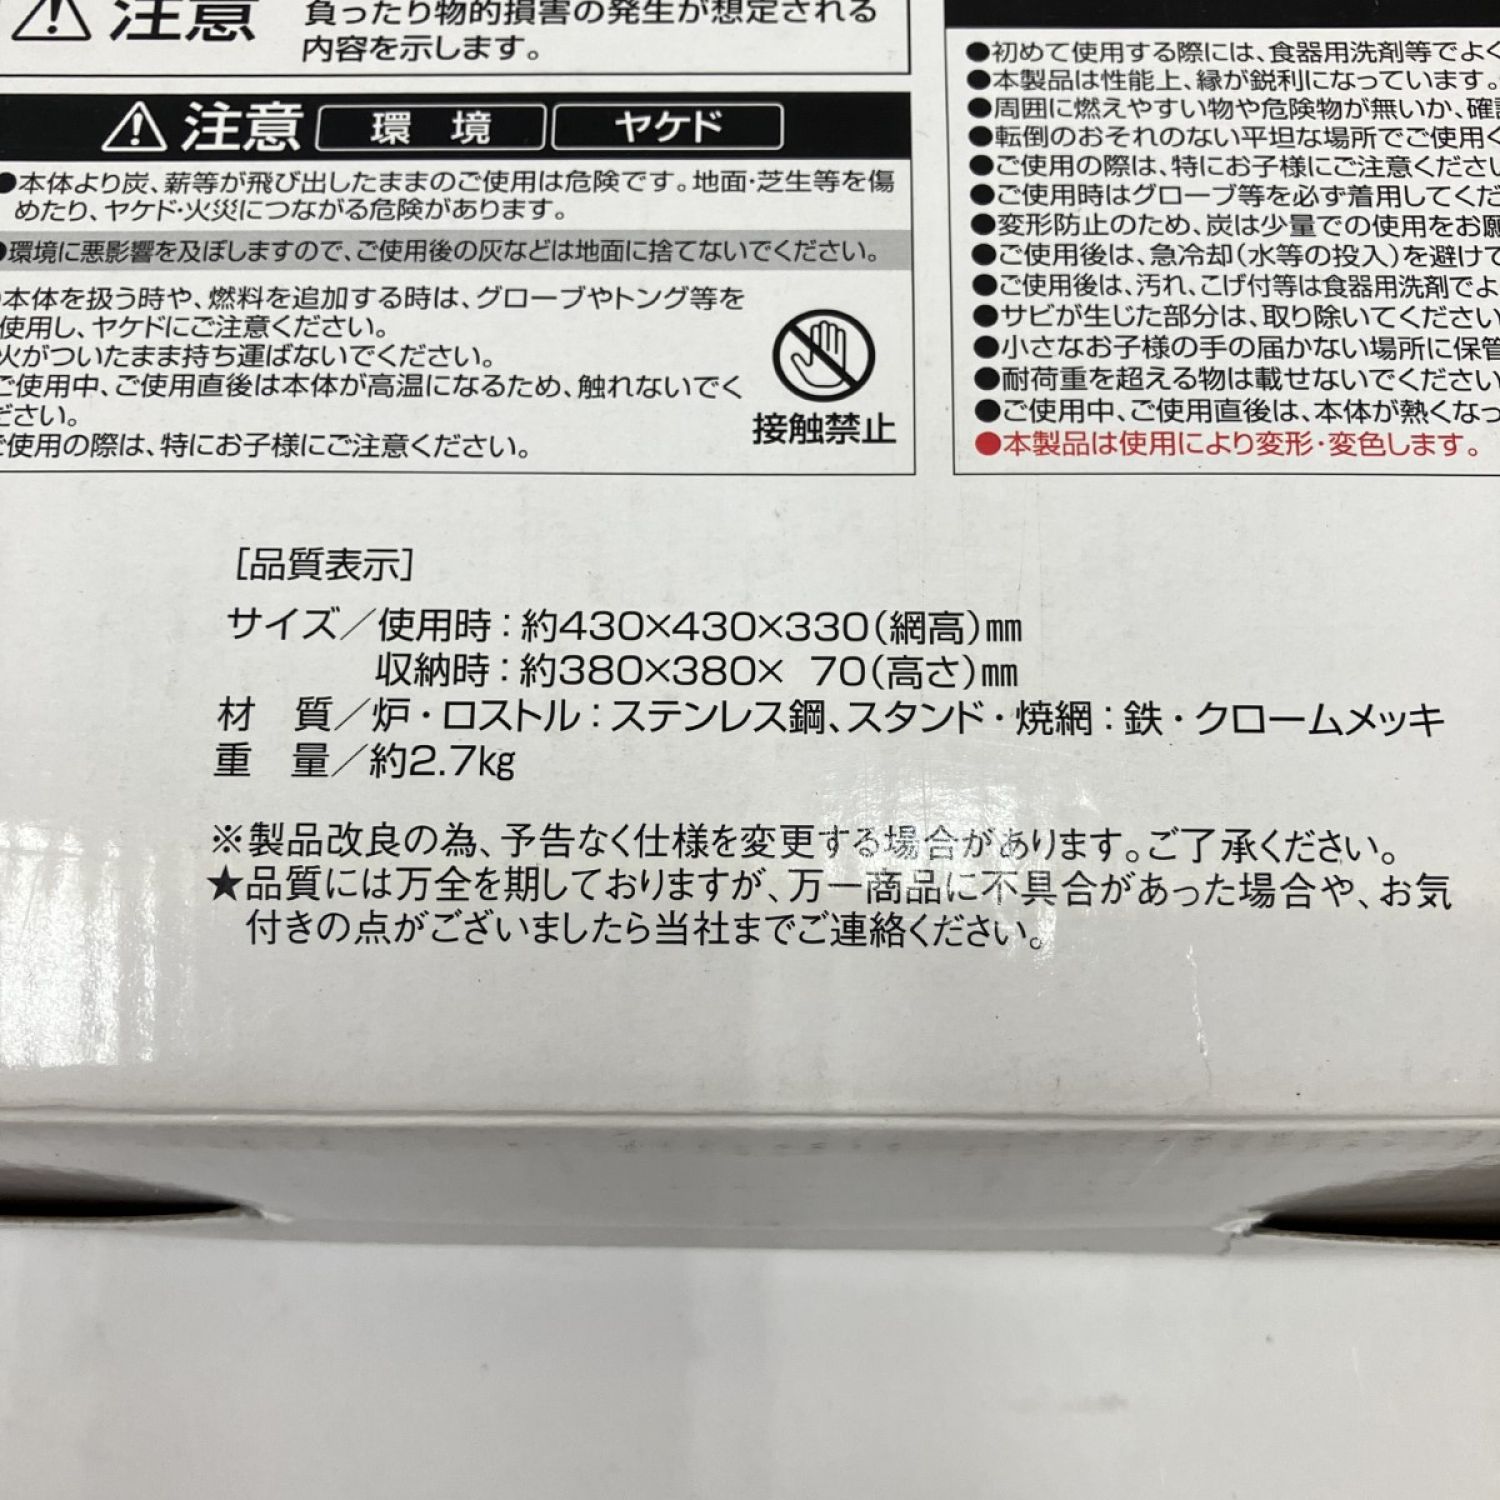 注意
負ったり物的損害の発生が想定される
内容を示します。
注意 環境 ヤケド
●本体より炭、薪等が飛び出したままのご使用は危険です。地面・芝生等を傷
めたり、ヤケド・火災につながる危険があります。
●環境に悪影響を及ぼしますので、ご使用後の灰などは地面に捨てないでください。
本体を扱う時や、燃料を追加する時は、グローブやトング等を
使用し、ヤケドにご注意ください。
火がついたまま持ち運ばないでください。
ご使用中、ご使用直後は本体が高温になるため、触れないでく
ださい。
ご使用の際は、特にお子様にご注意ください。
接触禁止
●初めて使用する際には、食器用洗剤等でよく
●本製品は性能上、縁が鋭利になっています。
●周囲に燃えやすい物や危険物が無いか、確認
●転倒のおそれのない平坦な場所でご使用く
●ご使用の際は、特にお子様にご注意ください
●ご使用時はグローブ等を必ず着用してくだ
●変形防止のため、炭は少量での使用をお願
●ご使用後は、急冷却(水等の投入)を避けて
●ご使用後は、汚れ、こげ付等は食器用洗剤でよ
●サビが生じた部分は、取り除いてください
●小さなお子様の手の届かない場所に保管
●耐荷重を超える物は載せないでください
●ご使用中、ご使用直後は、本体が熱くなっ
●本製品は使用により変形・変色します。
[品質表示]
サイズ／使用時：約430×430×330(網高)㎜
収納時：約380×380× 70(高さ)㎜
材　質／炉・ロストル：ステンレス鋼、スタンド・焼網：鉄・クロームメッキ
重　量／約2.7kg
※製品改良の為、予告なく仕様を変更する場合があります。ご了承ください。
★品質には万全を期しておりますが、万一商品に不具合があった場合や、お気
付きの点がございましたら当社までご連絡ください。